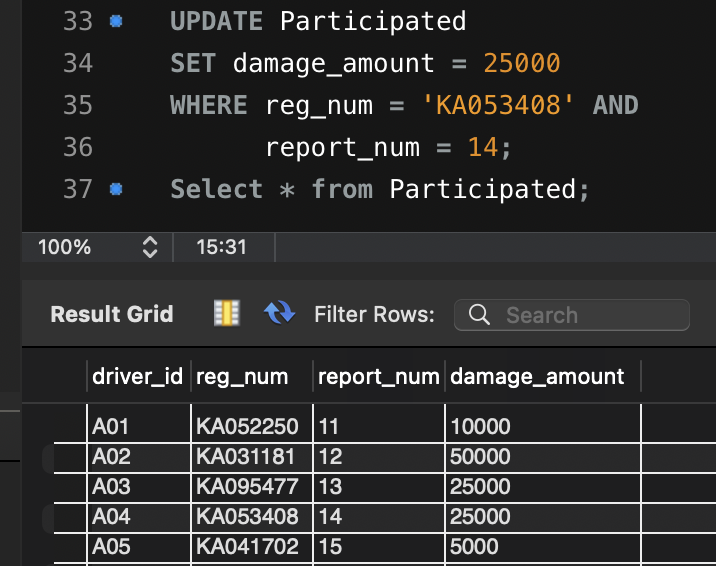 33 UPDATE Participated
34 SET damage_amount = 25000
35 WHERE reg_num = 'KA053408' AND
36 report_num = 14;
37 Select * from Participated;
100% 15:31
Result Grid Filter Rows: Search
driver_id reg_num report_num damage_amount
A01 KA052250 11 10000
A02 KA031181 12 50000
A03 KA095477 13 25000
A04 KA053408 14 25000
A05 KA041702 15 5000